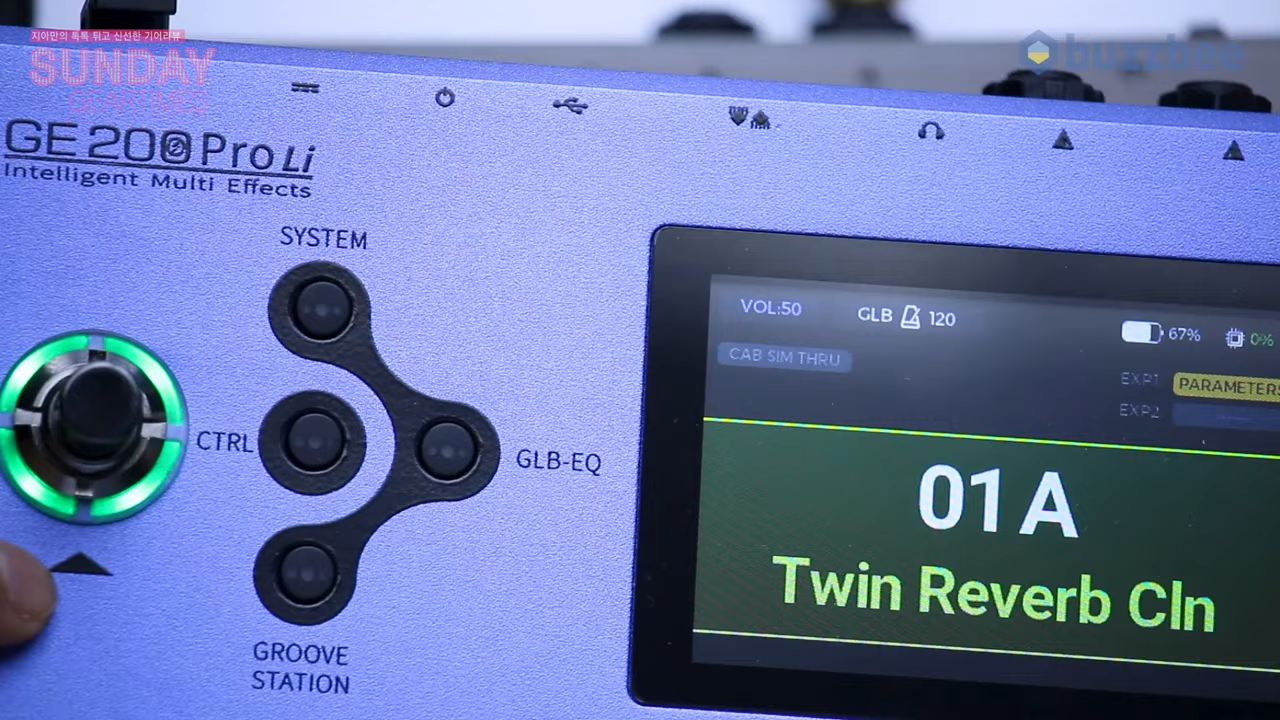 지아만의 톡톡 튀고 신선한 기어리뷰
SUNDAY
GEARTIMES
buzzbee
GE200 Pro Li
Intelligent Multi Effects
SYSTEM
CTRL
GLB-EQ
GROOVE
STATION
VOL:50
GLB 120
67%
0%
CAB SIM THRU
EXP1 PARAMETERS
EXP2
01A
Twin Reverb Cln